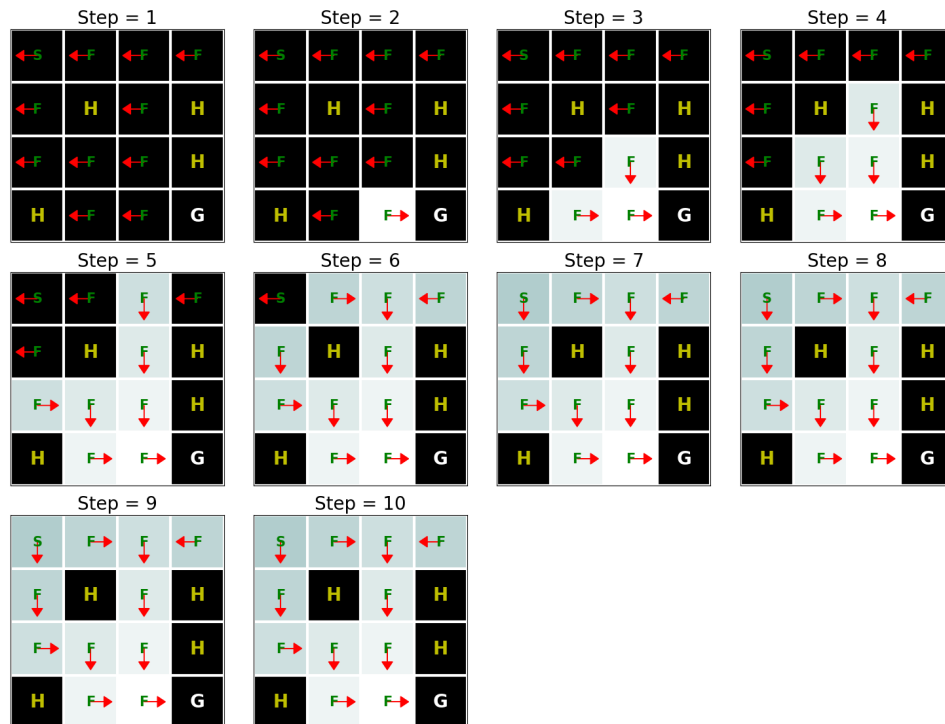 Step = 1 Step = 2 Step = 3 Step = 4
S F F F S F F F S F F F S F F F
F H F H F H F H F H F H F H F H
F F F H F F F H F F F H F F F H
H F F G H F F G H F F G H F F G
Step = 5 Step = 6 Step = 7 Step = 8
S F F F S F F F S F F F S F F F
F H F H F H F H F H F H F H F H
F F F H F F F H F F F H F F F H
H F F G H F F G H F F G H F F G
Step = 9 Step = 10
S F F F S F F F
F H F H F H F H
F F F H F F F H
H F F G H F F G